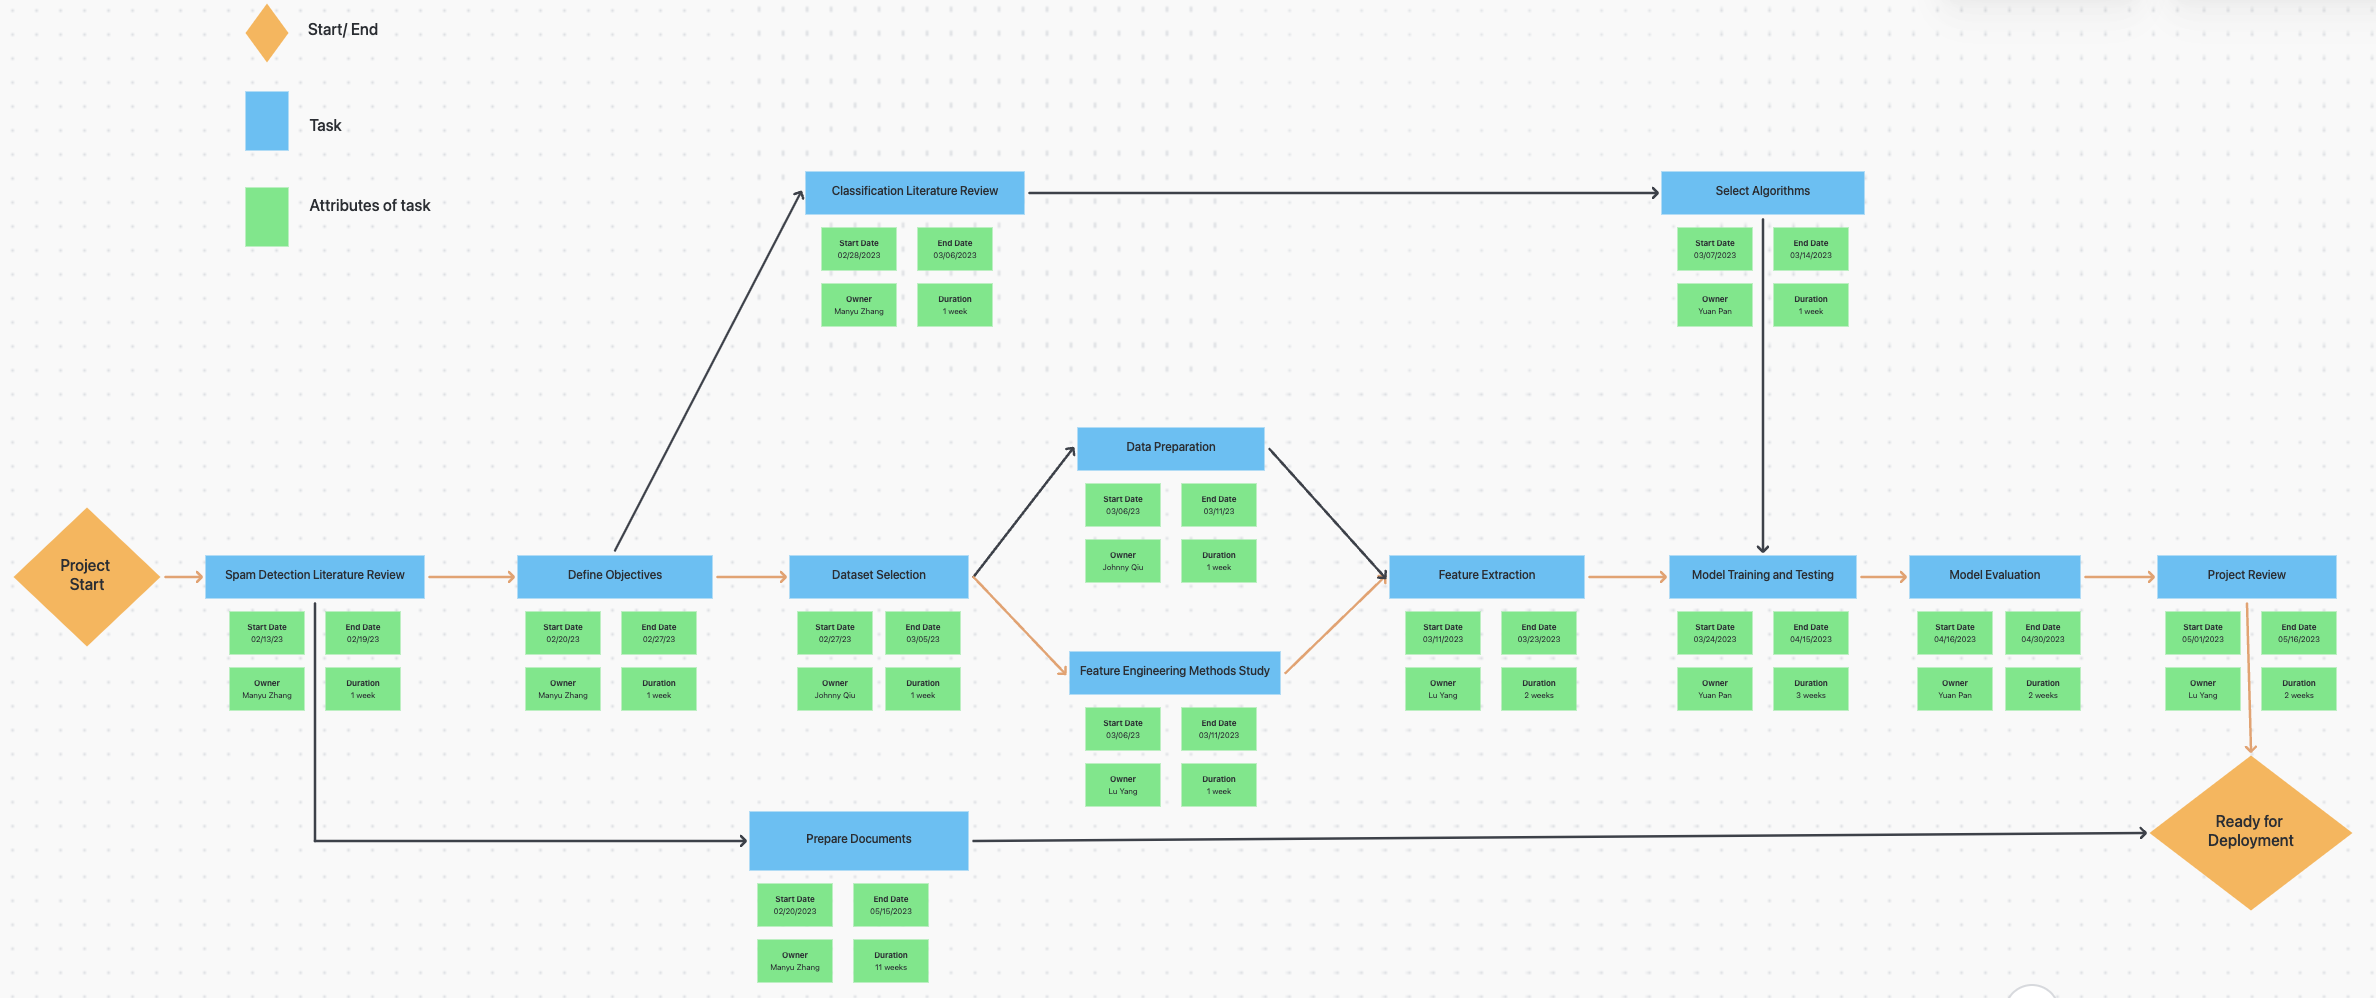 Start/ End
Task
Attributes of task
Classification Literature Review
Start Date
02/28/2023
End Date
03/06/2023
Owner
Manyu Zhang
Duration
1 week
Select Algorithms
Start Date
03/07/2023
End Date
03/14/2023
Owner
Yuan Pan
Duration
1 week
Data Preparation
Start Date
03/06/23
End Date
03/11/23
Owner
Johnny Qiu
Duration
1 week
Project
Start
Spam Detection Literature Review
Start Date
02/13/23
End Date
02/19/23
Owner
Manyu Zhang
Duration
1 week
Define Objectives
Start Date
02/20/23
End Date
02/27/23
Owner
Manyu Zhang
Duration
1 week
Dataset Selection
Start Date
02/27/23
End Date
03/05/23
Owner
Johnny Qiu
Duration
1 week
Feature Engineering Methods Study
Start Date
03/06/23
End Date
03/11/2023
Owner
Lu Yang
Duration
1 week
Feature Extraction
Start Date
03/11/2023
End Date
03/23/2023
Owner
Lu Yang
Duration
2 weeks
Model Training and Testing
Start Date
03/24/2023
End Date
04/15/2023
Owner
Yuan Pan
Duration
3 weeks
Model Evaluation
Start Date
04/16/2023
End Date
04/30/2023
Owner
Yuan Pan
Duration
2 weeks
Project Review
Start Date
05/01/2023
End Date
05/16/2023
Owner
Lu Yang
Duration
2 weeks
Prepare Documents
Start Date
02/20/2023
End Date
05/15/2023
Owner
Manyu Zhang
Duration
11 weeks
Ready for
Deployment